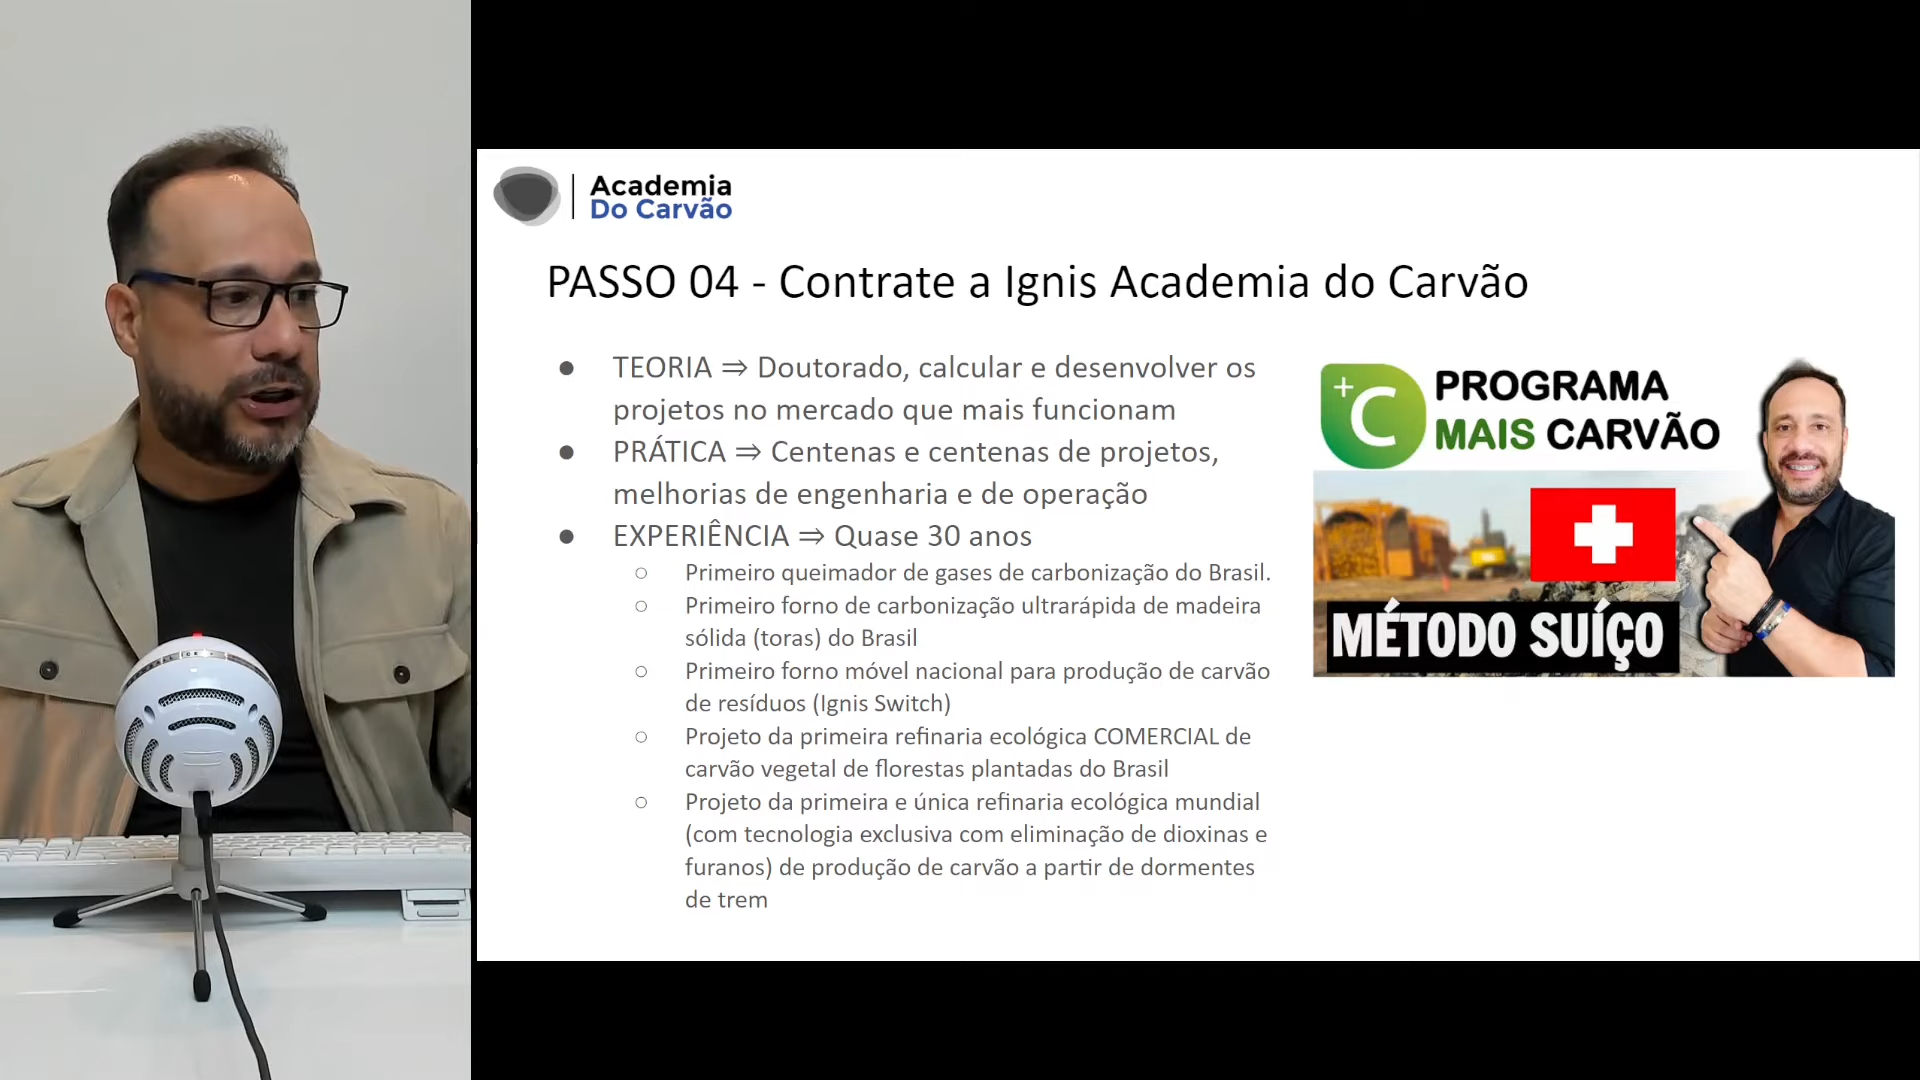 Academia
Do Carvão
PASSO 04 - Contrate a Ignis Academia do Carvão
● TEORIA ⇒ Doutorado, calcular e desenvolver os
projetos no mercado que mais funcionam
● PRÁTICA ⇒ Centenas e centenas de projetos,
melhorias de engenharia e de operação
● EXPERIÊNCIA ⇒ Quase 30 anos
○ Primeiro queimador de gases de carbonização do Brasil.
○ Primeiro forno de carbonização ultrarápida de madeira
sólida (toras) do Brasil
○ Primeiro forno móvel nacional para produção de carvão
de resíduos (Ignis Switch)
○ Projeto da primeira refinaria ecológica COMERCIAL de
carvão vegetal de florestas plantadas do Brasil
○ Projeto da primeira e única refinaria ecológica mundial
(com tecnologia exclusiva com eliminação de dioxinas e
furanos) de produção de carvão a partir de dormentes
de trem
+C
PROGRAMA
MAIS CARVÃO
MÉTODO SUÍÇO